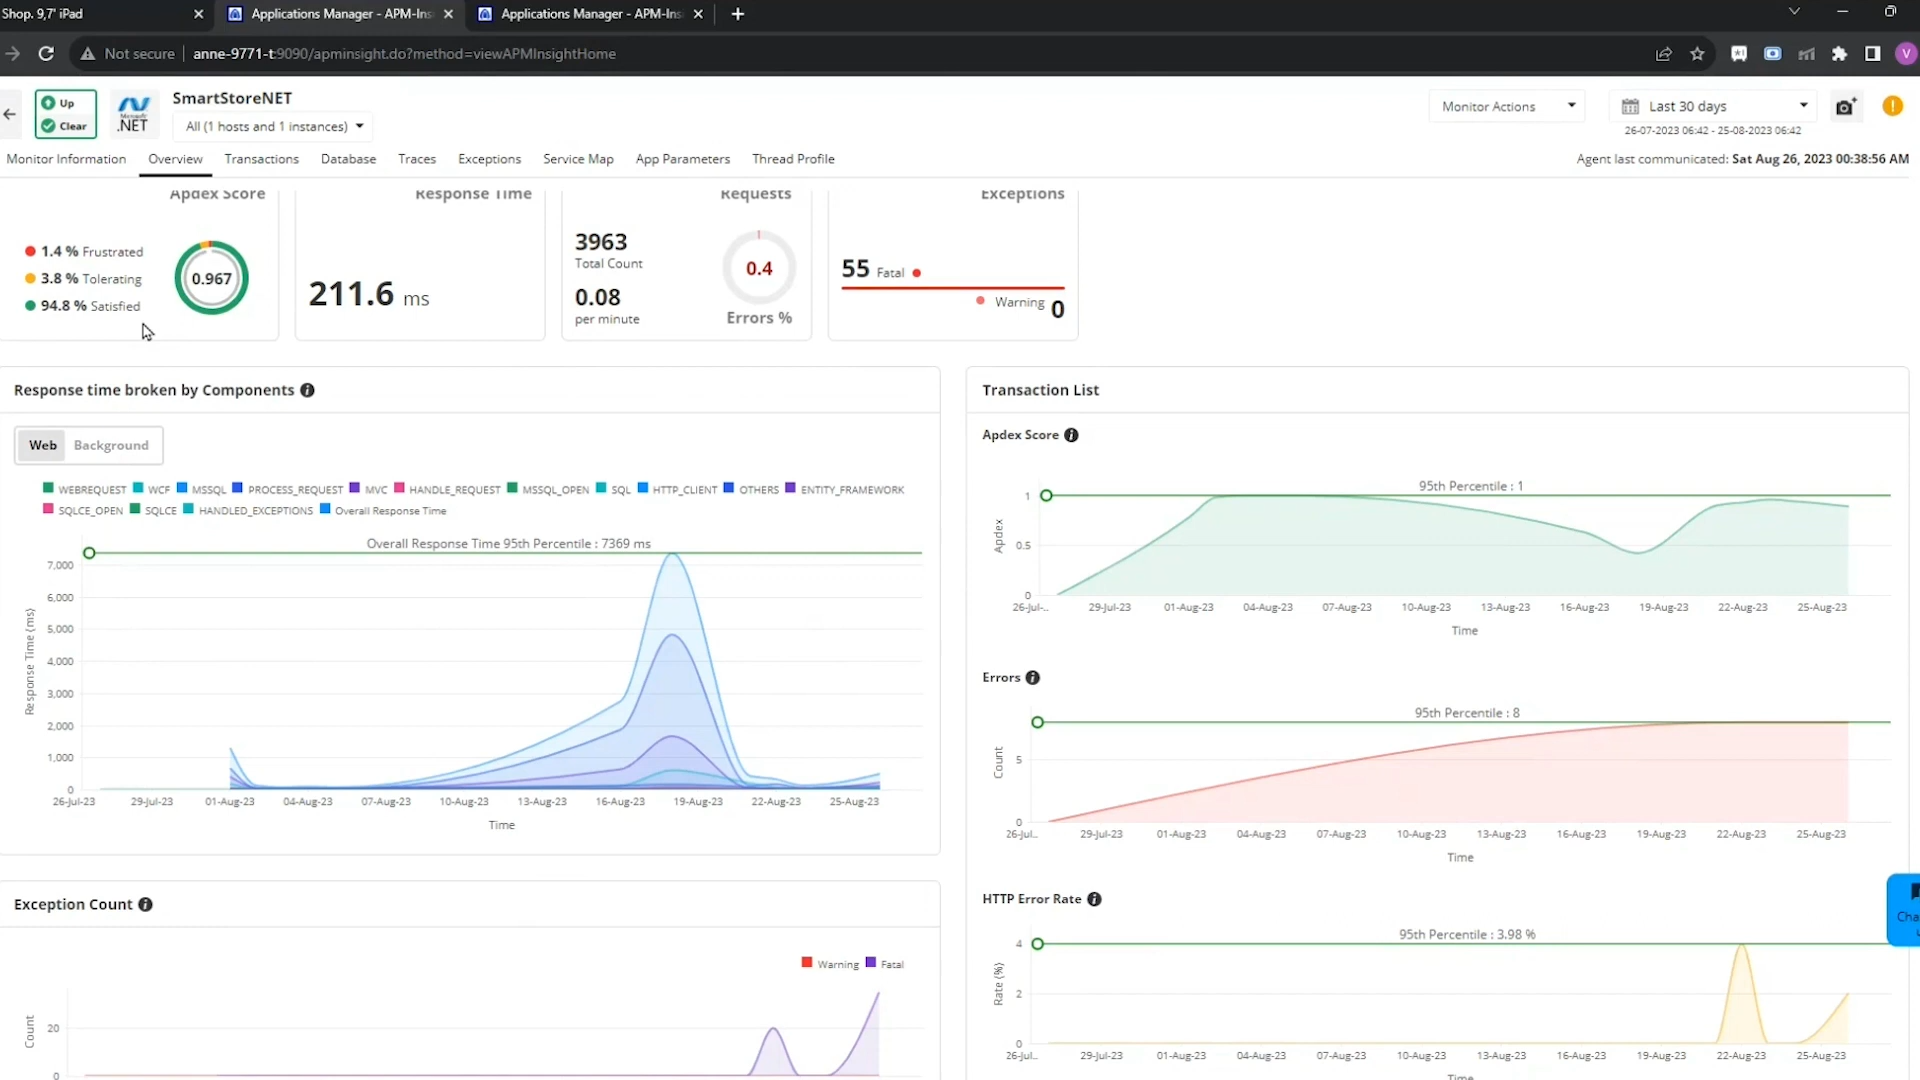 Shop. 9,7' iPad
Applications Manager - APM-Ins
Applications Manager - APM-Ins
Not secure
anne-9771-t:9090/apminsight.do?method=viewAPMInsightHome
V
Up
Clear
Microsoft
.NET
SmartStoreNET
All (1 hosts and 1 instances)
Monitor Actions
Last 30 days
26-07-2023 06:42 - 25-08-2023 06:42
Monitor Information
Overview
Transactions
Database
Traces
Exceptions
Service Map
App Parameters
Thread Profile
Agent last communicated: Sat Aug 26, 2023 00:38:56 AM
Apdex Score
1.4 % Frustrated
3.8 % Tolerating
94.8 % Satisfied
0.967
Response Time
211.6 ms
Requests
3963
Total Count
0.08
per minute
0.4
Errors %
Exceptions
55 Fatal
Warning 0
Response time broken by Components
Web Background
WEBREQUEST WCF MSSQL PROCESS_REQUEST MVC HANDLE_REQUEST MSSQL_OPEN SQL HTTP_CLIENT OTHERS ENTITY_FRAMEWORK
SQLCE_OPEN SQLCE HANDLED_EXCEPTIONS Overall Response Time
Overall Response Time 95th Percentile : 7369 ms
Response Time (ms)
7,000
6,000
5,000
4,000
3,000
2,000
1,000
0
26-Jul-23 29-Jul-23 01-Aug-23 04-Aug-23 07-Aug-23 10-Aug-23 13-Aug-23 16-Aug-23 19-Aug-23 22-Aug-23 25-Aug-23
Time
Exception Count
Warning Fatal
Count
20
0
Transaction List
Apdex Score
95th Percentile : 1
Apdex
1
0.5
0
26-Jul-.. 29-Jul-23 01-Aug-23 04-Aug-23 07-Aug-23 10-Aug-23 13-Aug-23 16-Aug-23 19-Aug-23 22-Aug-23 25-Aug-23
Time
Errors
95th Percentile : 8
Count
5
0
26-Jul... 29-Jul-23 01-Aug-23 04-Aug-23 07-Aug-23 10-Aug-23 13-Aug-23 16-Aug-23 19-Aug-23 22-Aug-23 25-Aug-23
Time
HTTP Error Rate
95th Percentile : 3.98 %
Rate (%)
4
2
0
26-Jul... 29-Jul-23 01-Aug-23 04-Aug-23 07-Aug-23 10-Aug-23 13-Aug-23 16-Aug-23 19-Aug-23 22-Aug-23 25-Aug-23
Time
Cha